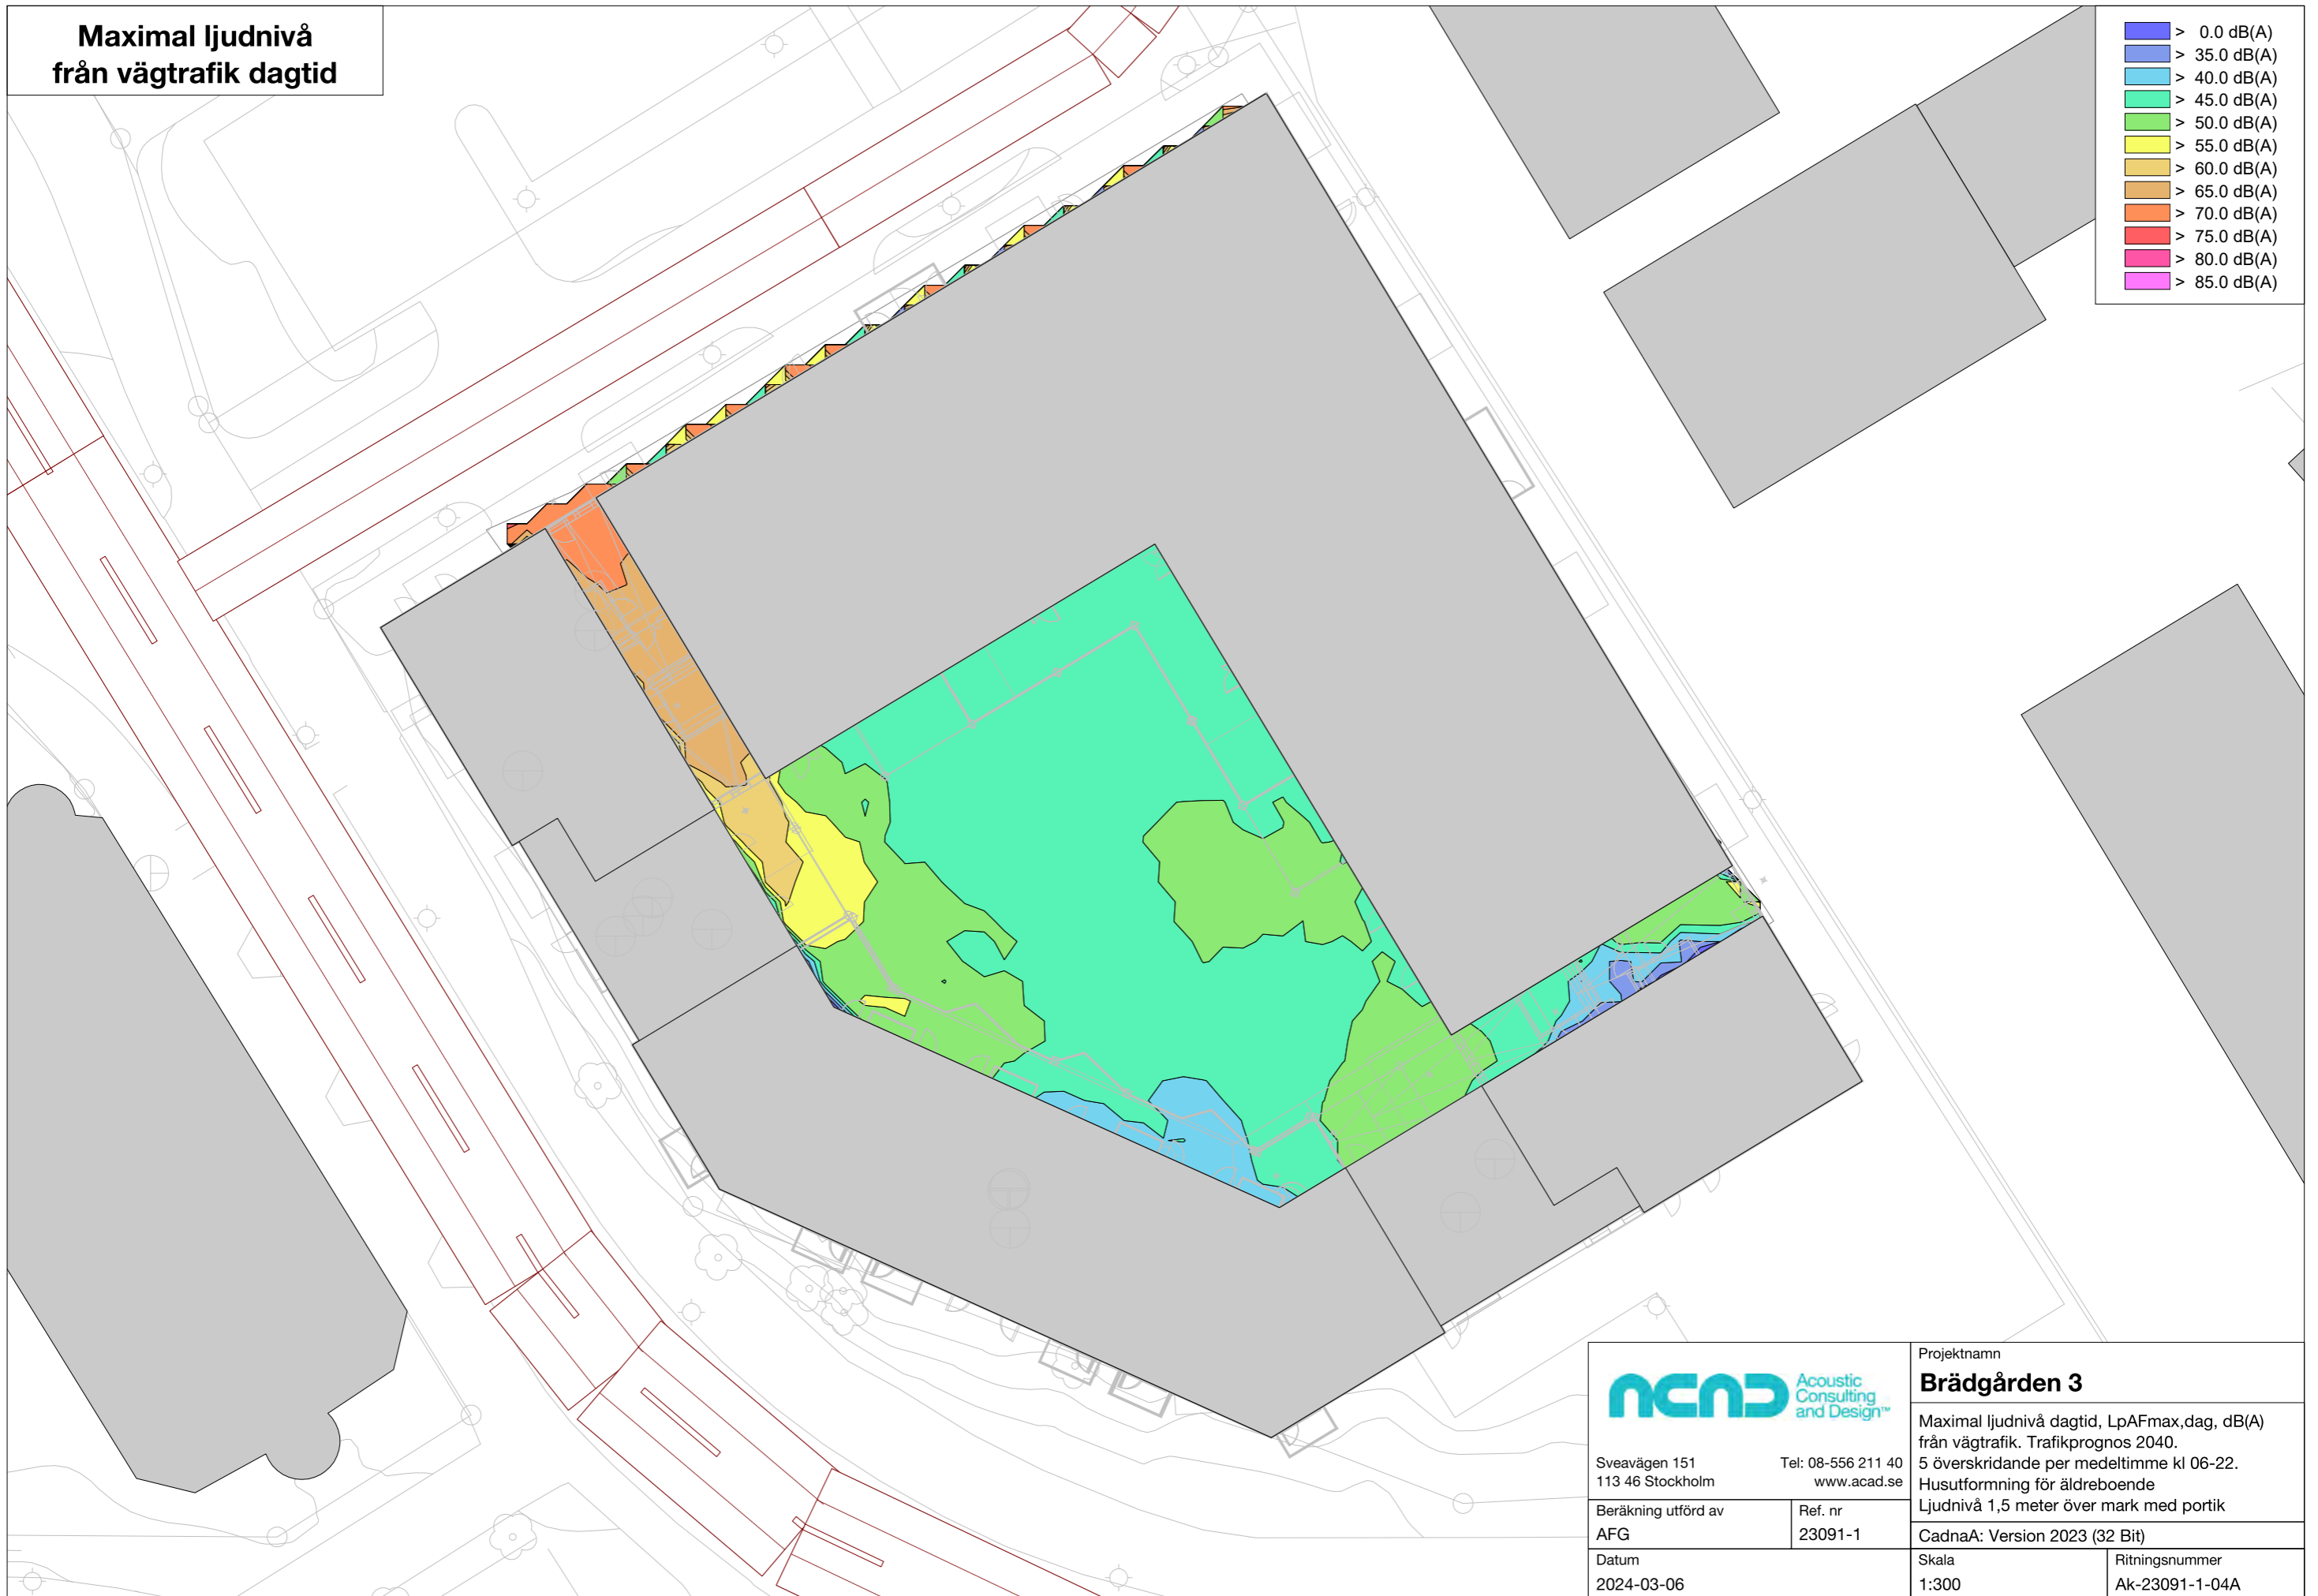 Maximal ljudnivå
från vägtrafik dagtid
> 0.0 dB(A)
> 35.0 dB(A)
> 40.0 dB(A)
> 45.0 dB(A)
> 50.0 dB(A)
> 55.0 dB(A)
> 60.0 dB(A)
> 65.0 dB(A)
> 70.0 dB(A)
> 75.0 dB(A)
> 80.0 dB(A)
> 85.0 dB(A)
acad
Acoustic
Consulting
and Design™
Sveavägen 151 Tel: 08-556 211 40
113 46 Stockholm www.acad.se
Beräkning utförd av
AFG
Ref. nr
23091-1
Datum
2024-03-06
Projektnamn
Brädgården 3
Maximal ljudnivå dagtid, LpAFmax,dag, dB(A)
från vägtrafik. Trafikprognos 2040.
5 överskridande per medeltimme kl 06-22.
Husutformning för äldreboende
Ljudnivå 1,5 meter över mark med portik
CadnaA: Version 2023 (32 Bit)
Skala
1:300
Ritningsnummer
Ak-23091-1-04A